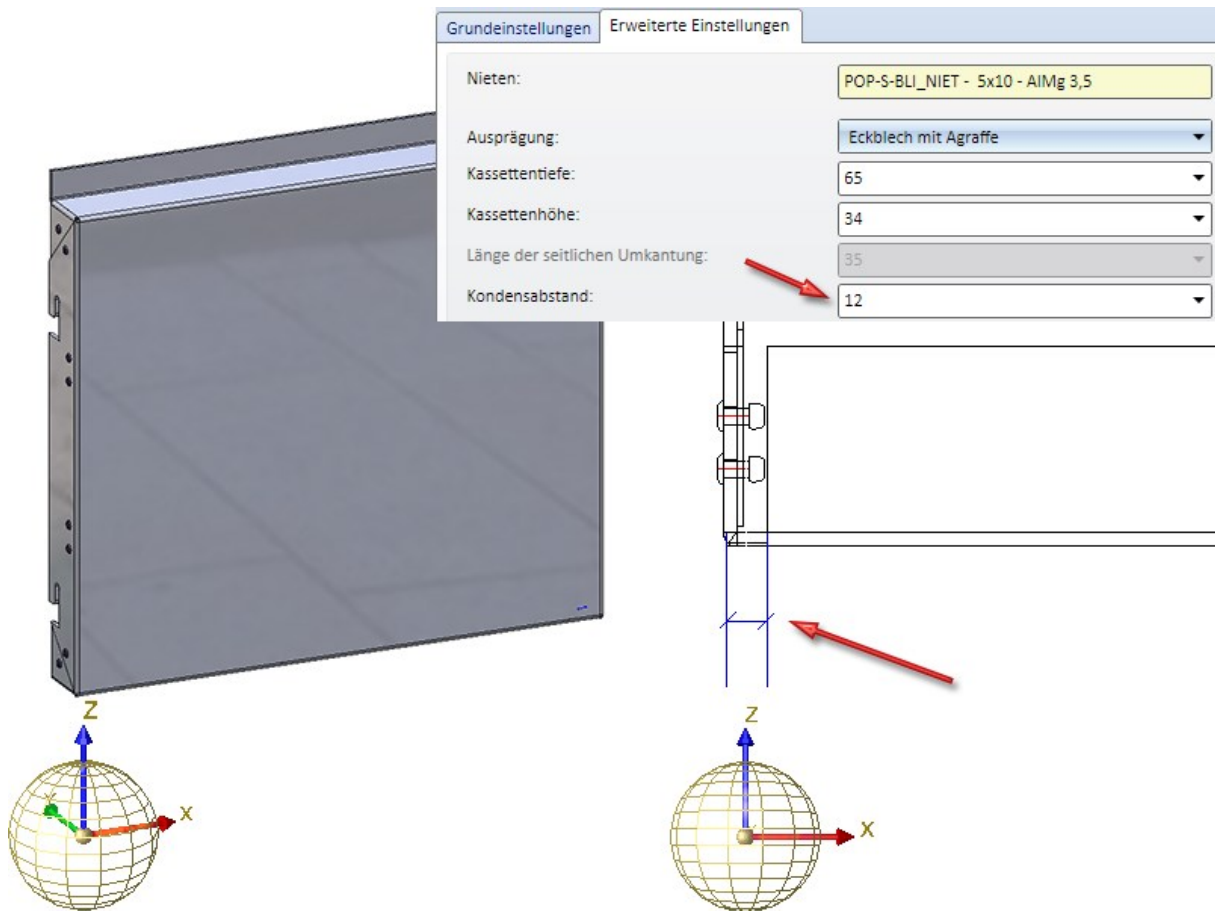 Grundeinstellungen Erweiterte Einstellungen
Nieten: POP-S-BLI_NIET - 5x10 - AlMg 3,5
Ausprägung: Eckblech mit Agraffe
Kassettentiefe: 65
Kassettenhöhe: 34
Länge der seitlichen Umkantung: 35
Kondensabstand: 12
Z
X
Z
X